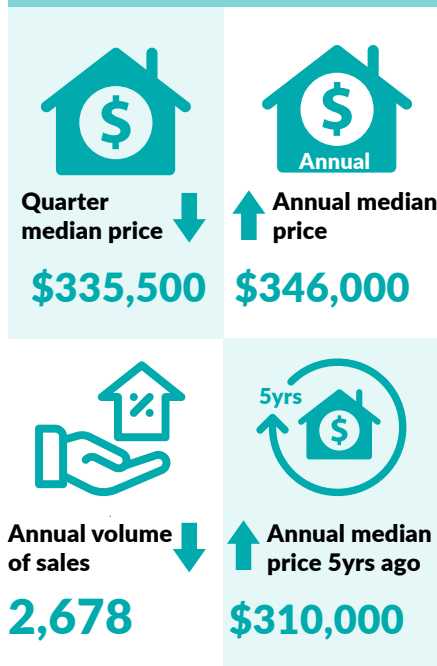 $
$
Annual
Quarter
median price
Annual median
price
$335,500
$346,000
%
5yrs
$
Annual volume
of sales
Annual median
price 5yrs ago
2,678
$310,000